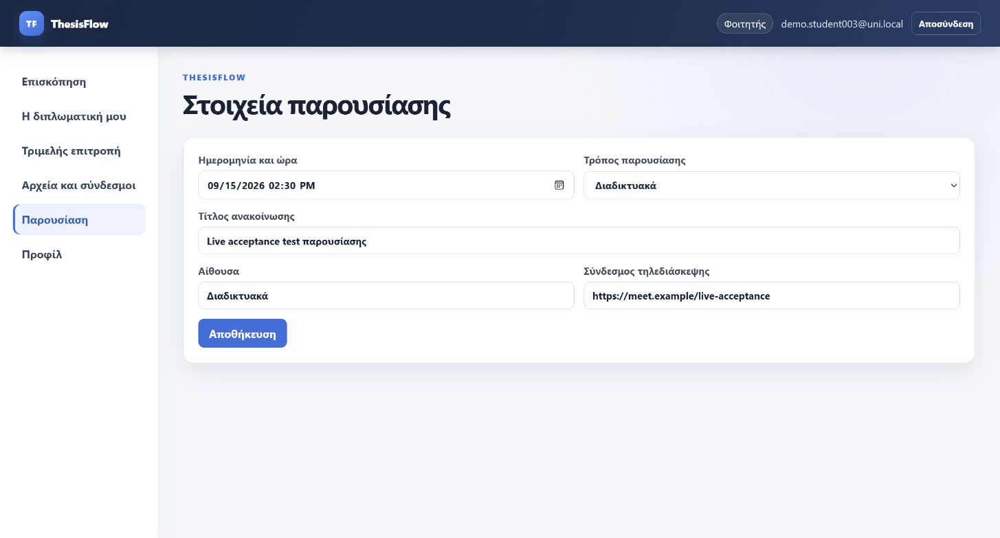 TF ThesisFlow Φοιτητής demo.student003@uni.local Αποσύνδεση
Επισκόπηση
Η διπλωματική μου
Τριμελής επιτροπή
Αρχεία και σύνδεσμοι
Παρουσίαση
Προφίλ
THESISFLOW
Στοιχεία παρουσίασης
Ημερομηνία και ώρα Τρόπος παρουσίασης
09/15/2026 02:30 PM Διαδικτυακά
Τίτλος ανακοίνωσης
Live acceptance test παρουσίασης
Αίθουσα Σύνδεσμος τηλεδιάσκεψης
Διαδικτυακά https://meet.example/live-acceptance
Αποθήκευση